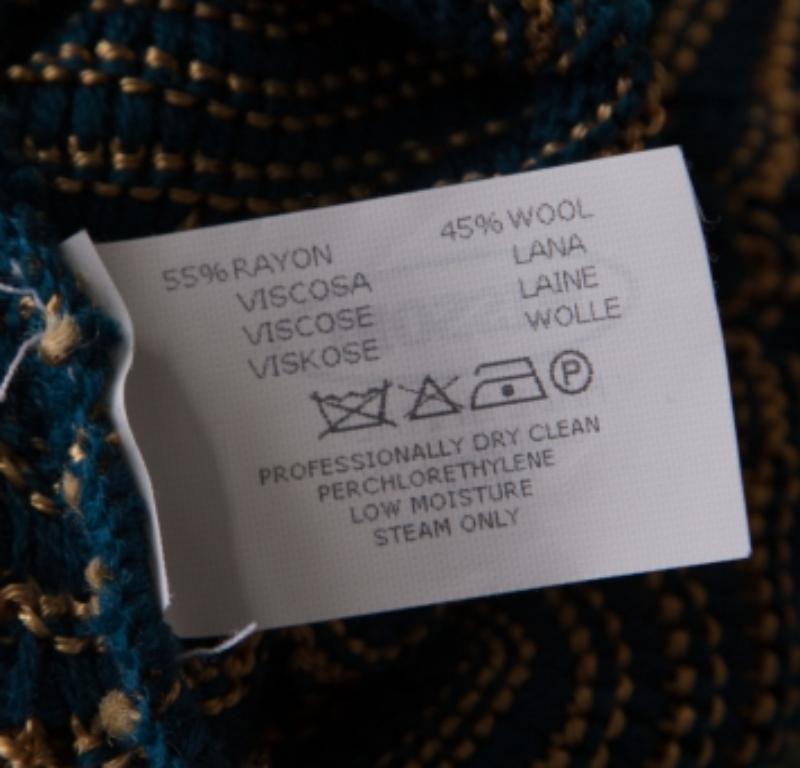 55% RAYON
VISCOSA
VISCOSE
VISKOSE
45% WOOL
LANA
LAINE
WOLLE
P
PROFESSIONALLY DRY CLEAN
PERCHLORETHYLENE
LOW MOISTURE
STEAM ONLY